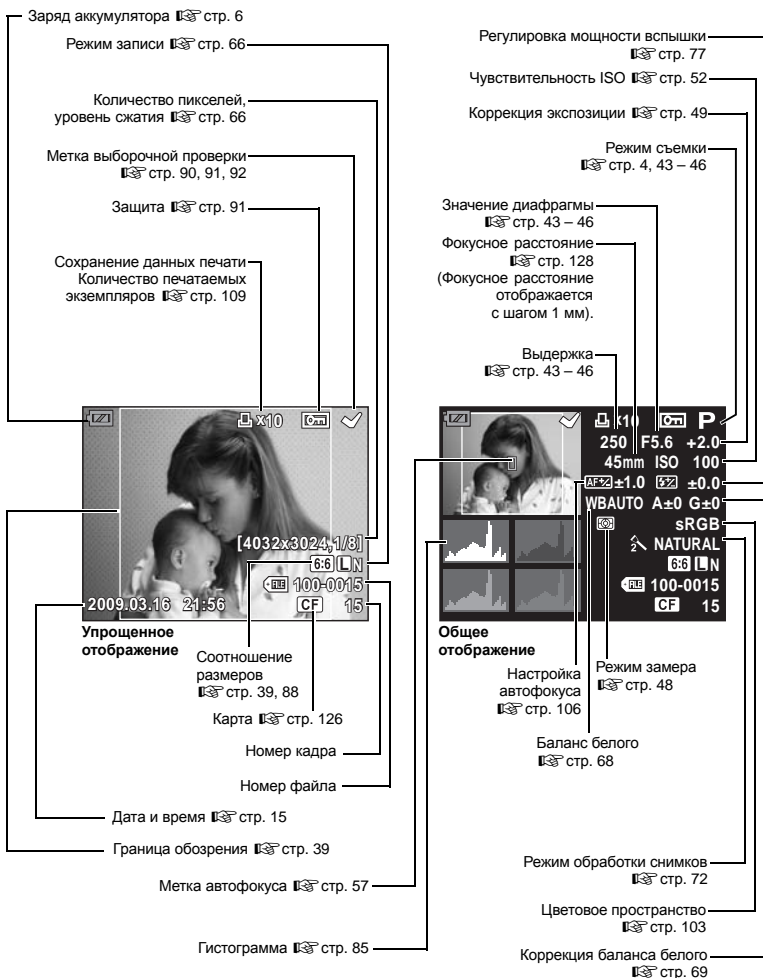 Заряд аккумулятора ☞ стр. 6
Режим записи ☞ стр. 66
Количество пикселей,
уровень сжатия ☞ стр. 66
Метка выборочной проверки
☞ стр. 90, 91, 92
Защита ☞ стр. 91
Сохранение данных печати
Количество печатаемых
экземпляров ☞ стр. 109
x10
[4032x3024,1/8]
6:6 L N
FILE 100-0015
2009.03.16 21:56 CF 15
Упрощенное
отображение
Соотношение
размеров
☞ стр. 39, 88
Карта ☞ стр. 126
Номер кадра
Номер файла
Дата и время ☞ стр. 15
Граница обозрения ☞ стр. 39
Метка автофокуса ☞ стр. 57
Гистограмма ☞ стр. 85
Регулировка мощности вспышки
☞ стр. 77
Чувствительность ISO ☞ стр. 52
Коррекция экспозиции ☞ стр. 49
Режим съемки
☞ стр. 4, 43 – 46
Значение диафрагмы
☞ стр. 43 – 46
Фокусное расстояние
☞ стр. 128
(Фокусное расстояние
отображается
с шагом 1 мм).
Выдержка
☞ стр. 43 – 46
x10 P
250 F5.6 +2.0
45mm ISO 100
AF ±1.0 ±0.0
WBAUTO A±0 G±0
sRGB
2 NATURAL
6:6 L N
FILE 100-0015
CF 15
Общее
отображение
Настройка
автофокуса
☞ стр. 106
Режим замера
☞ стр. 48
Баланс белого
☞ стр. 68
Режим обработки снимков
☞ стр. 72
Цветовое пространство
☞ стр. 103
Коррекция баланса белого
☞ стр. 69